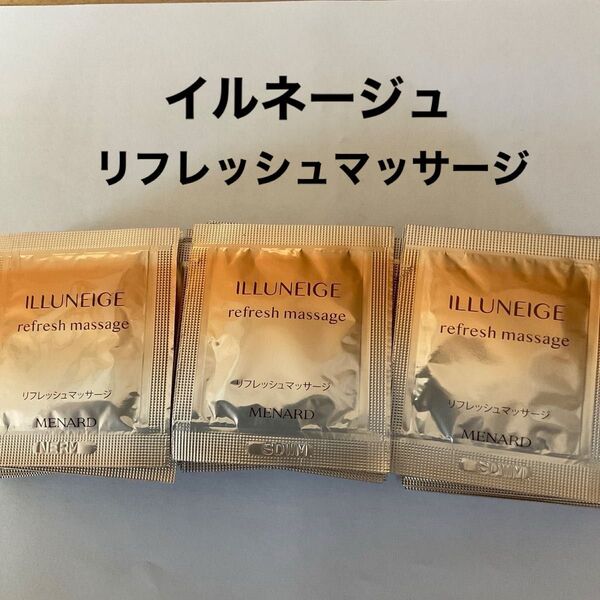 イルネージュ
リフレッシュマッサージ
ILLUNEIGE
refresh massage
リフレッシュマッサージ
MENARD
ILLUNEIGE
refresh massage
リフレッシュマッサージ
MENARD
ILLUNEIGE
refresh massage
リフレッシュマッサージ
MENARD